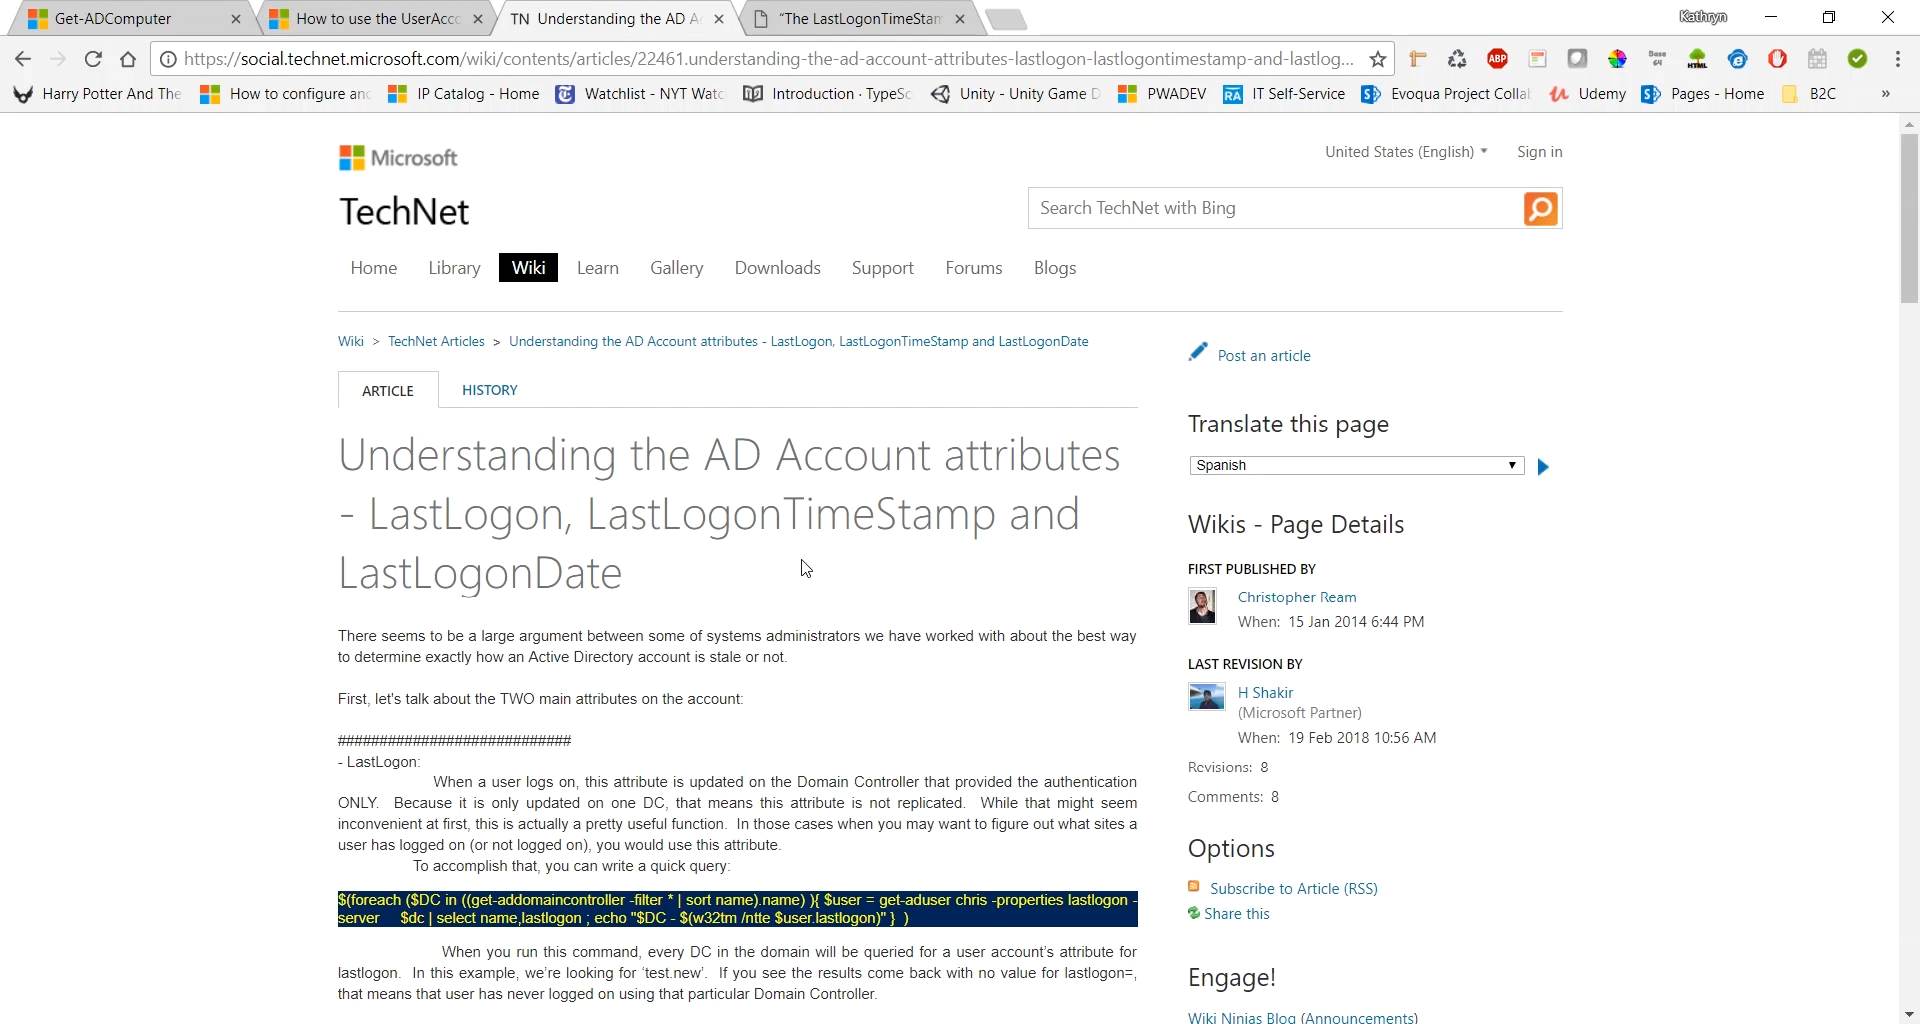 Get-ADComputer
How to use the UserAcc
TN Understanding the AD A
"The LastLogonTimeStam
Kathryn
https://social.technet.microsoft.com/wiki/contents/articles/22461.understanding-the-ad-account-attributes-lastlogon-lastlogontimestamp-and-lastlog...
Harry Potter And The
How to configure an
IP Catalog - Home
Watchlist - NYT Watc
Introduction · TypeSc
Unity - Unity Game D
PWADEV
RA IT Self-Service
Evoqua Project Collab
Udemy
Pages - Home
B2C
»
Microsoft
United States (English)
Sign in
TechNet
Search TechNet with Bing
Home Library Wiki Learn Gallery Downloads Support Forums Blogs
Wiki > TechNet Articles > Understanding the AD Account attributes - LastLogon, LastLogonTimeStamp and LastLogonDate
ARTICLE HISTORY
Understanding the AD Account attributes
- LastLogon, LastLogonTimeStamp and
LastLogonDate
There seems to be a large argument between some of systems administrators we have worked with about the best way
to determine exactly how an Active Directory account is stale or not.
First, let's talk about the TWO main attributes on the account:
############################
- LastLogon:
When a user logs on, this attribute is updated on the Domain Controller that provided the authentication
ONLY. Because it is only updated on one DC, that means this attribute is not replicated. While that might seem
inconvenient at first, this is actually a pretty useful function. In those cases when you may want to figure out what sites a
user has logged on (or not logged on), you would use this attribute.
To accomplish that, you can write a quick query:
$(foreach ($DC in ((get-addomaincontroller -filter * | sort name).name) ){ $user = get-aduser chris -properties lastlogon -
server $dc | select name,lastlogon ; echo "$DC - $(w32tm /ntte $user.lastlogon)" } )
When you run this command, every DC in the domain will be queried for a user account's attribute for
lastlogon. In this example, we're looking for 'test.new'. If you see the results come back with no value for lastlogon=,
that means that user has never logged on using that particular Domain Controller.
Post an article
Translate this page
Spanish
Wikis - Page Details
FIRST PUBLISHED BY
Christopher Ream
When: 15 Jan 2014 6:44 PM
LAST REVISION BY
H Shakir
(Microsoft Partner)
When: 19 Feb 2018 10:56 AM
Revisions: 8
Comments: 8
Options
Subscribe to Article (RSS)
Share this
Engage!
Wiki Ninjas Blog (Announcements)